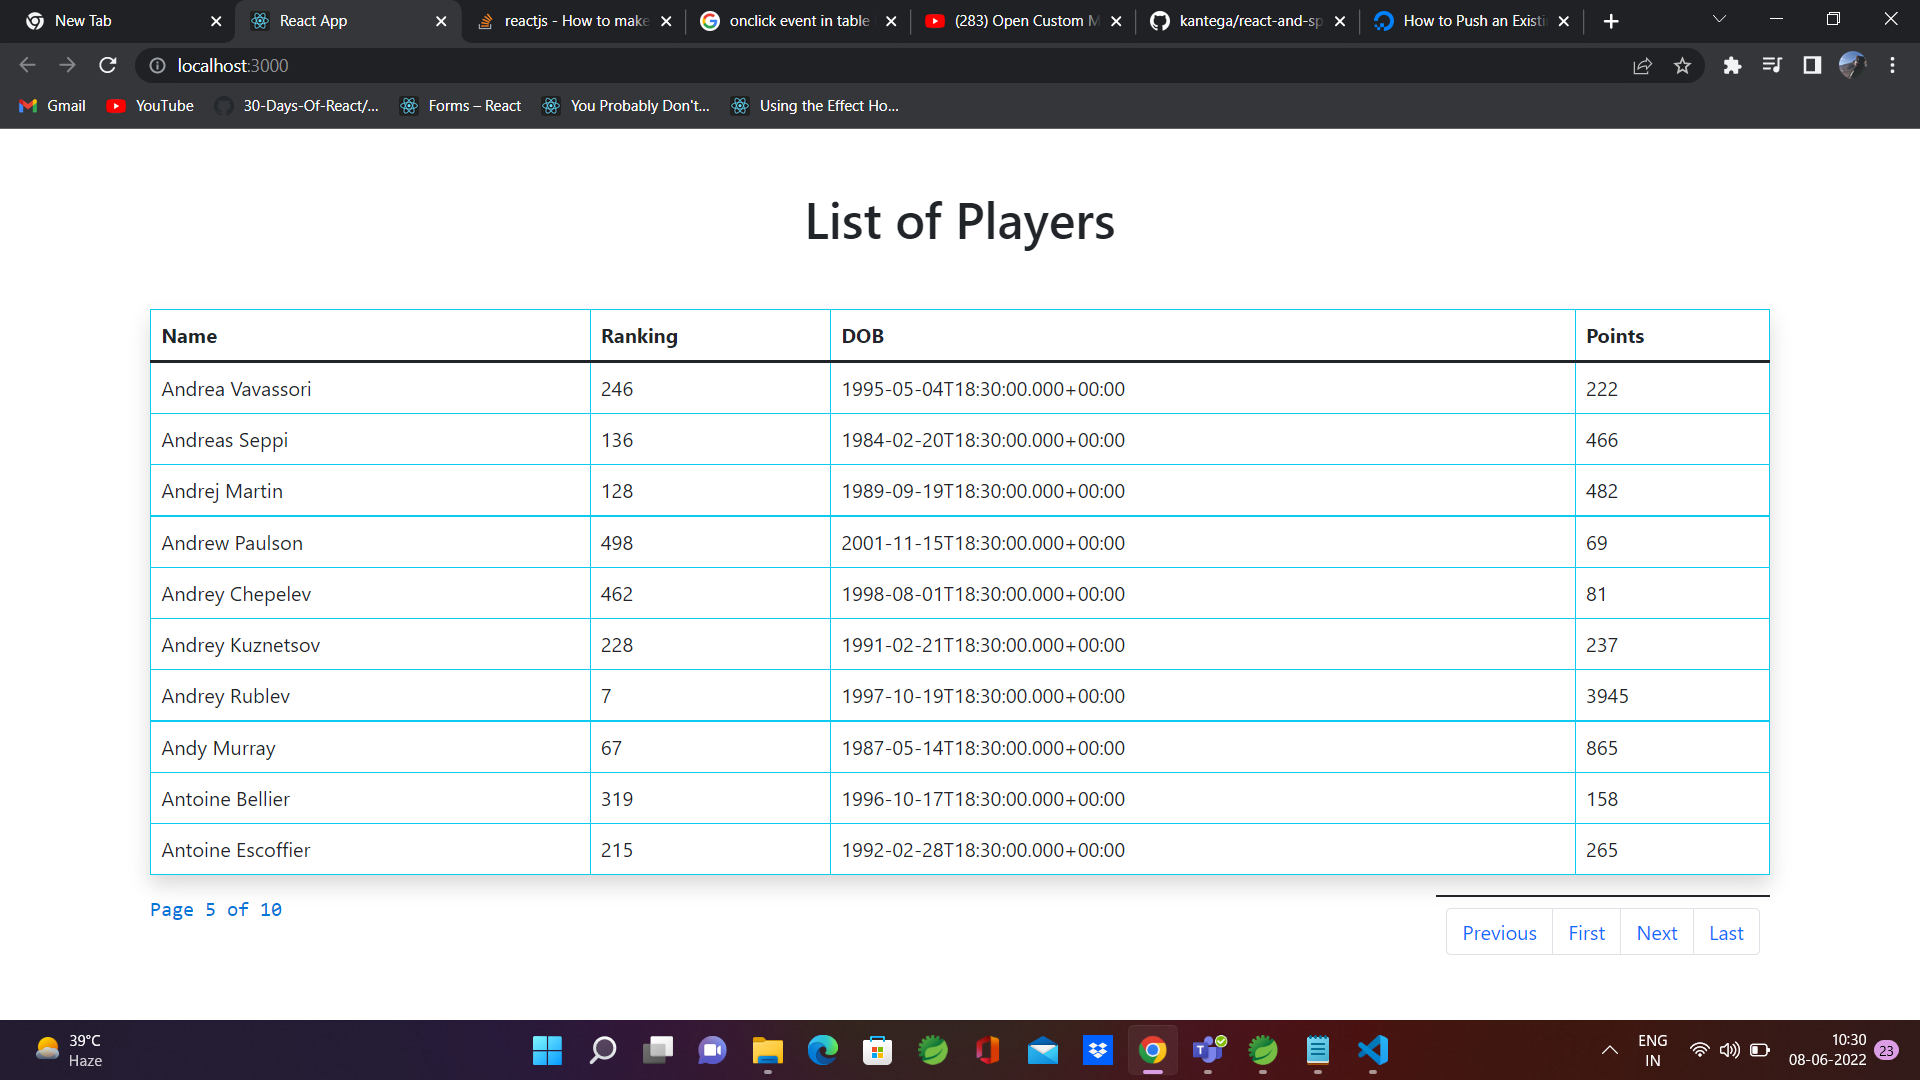 New Tab
React App
reactjs - How to make
onclick event in table
(283) Open Custom M
kantega/react-and-sp
How to Push an Existi
localhost:3000
Gmail
YouTube
30-Days-Of-React/...
Forms – React
You Probably Don't...
Using the Effect Ho...
List of Players
Name Ranking DOB Points
Andrea Vavassori 246 1995-05-04T18:30:00.000+00:00 222
Andreas Seppi 136 1984-02-20T18:30:00.000+00:00 466
Andrej Martin 128 1989-09-19T18:30:00.000+00:00 482
Andrew Paulson 498 2001-11-15T18:30:00.000+00:00 69
Andrey Chepelev 462 1998-08-01T18:30:00.000+00:00 81
Andrey Kuznetsov 228 1991-02-21T18:30:00.000+00:00 237
Andrey Rublev 7 1997-10-19T18:30:00.000+00:00 3945
Andy Murray 67 1987-05-14T18:30:00.000+00:00 865
Antoine Bellier 319 1996-10-17T18:30:00.000+00:00 158
Antoine Escoffier 215 1992-02-28T18:30:00.000+00:00 265
Page 5 of 10
Previous First Next Last
39°C
Haze
ENG
IN
10:30
08-06-2022
23